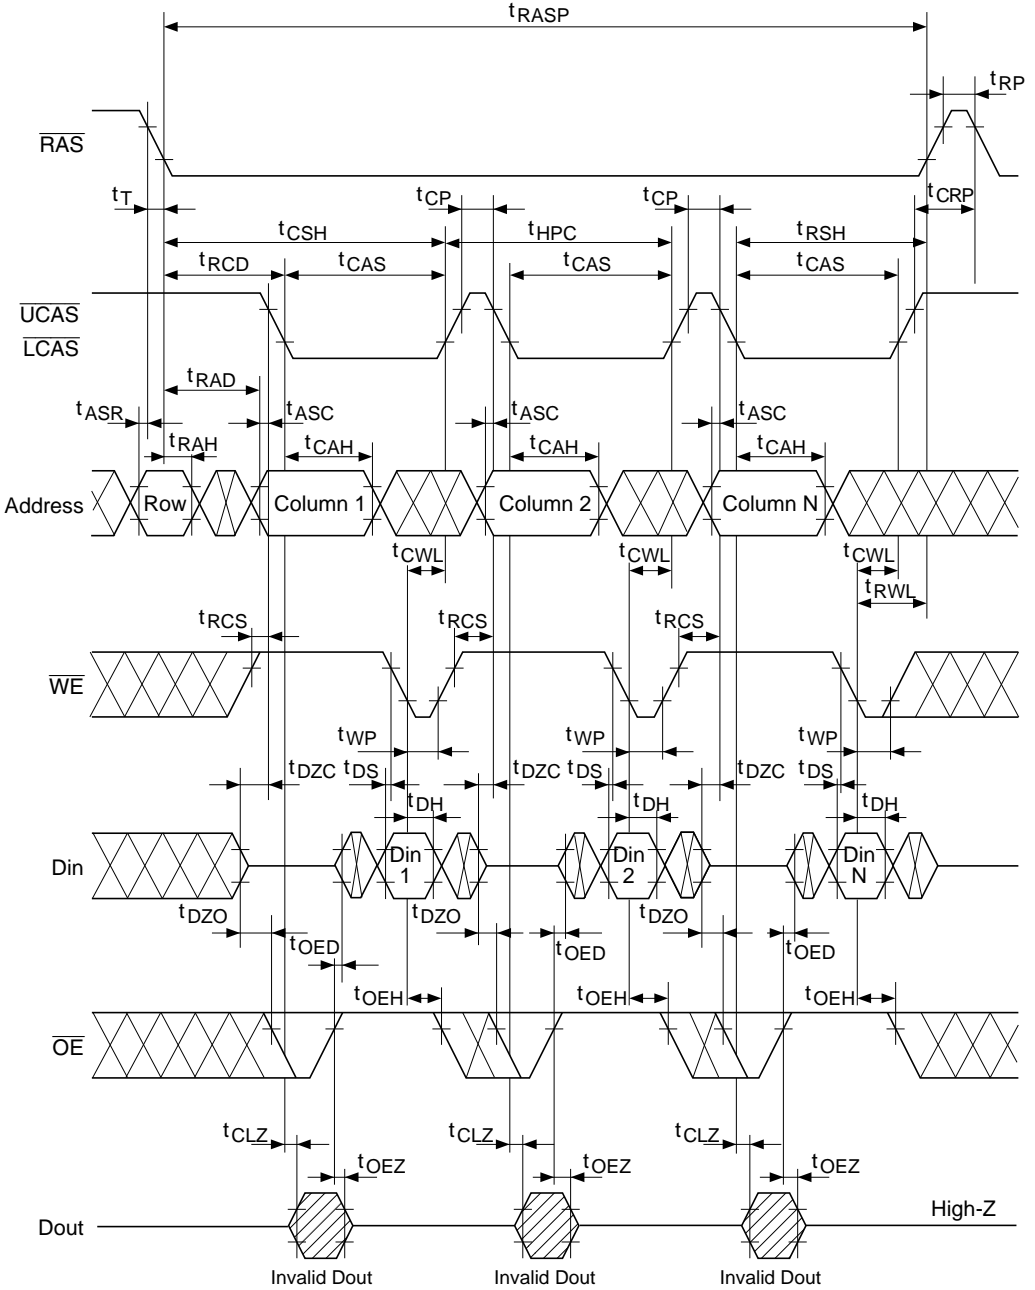 tRASP
tRP
RAS
tT
tCP
tCP
tCRP
tCSH
tHPC
tRSH
tRCD
tCAS
tCAS
tCAS
UCAS
LCAS
tRAD
tASR
tASC
tASC
tASC
tRAH
tCAH
tCAH
tCAH
Address
Row
Column 1
Column 2
Column N
tCWL
tCWL
tCWL
tRWL
tRCS
tRCS
tRCS
WE
tWP
tWP
tWP
tDZC
tDS
tDZC
tDS
tDZC
tDS
tDH
tDH
tDH
Din
Din 1
Din 2
Din N
tDZO
tDZO
tDZO
tOED
tOED
tOED
tOEH
tOEH
tOEH
OE
tCLZ
tCLZ
tCLZ
tOEZ
tOEZ
tOEZ
Dout
High-Z
Invalid Dout
Invalid Dout
Invalid Dout